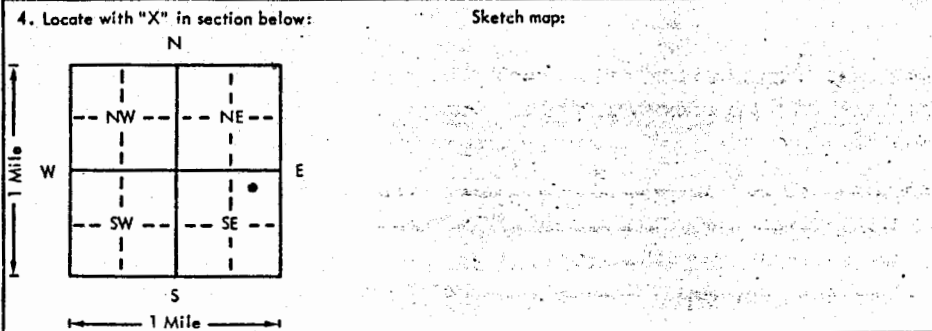 4. Locate with "X" in section below:
Sketch map:
N
NW
NE
1 Mile
W
E
SW
SE
S
1 Mile